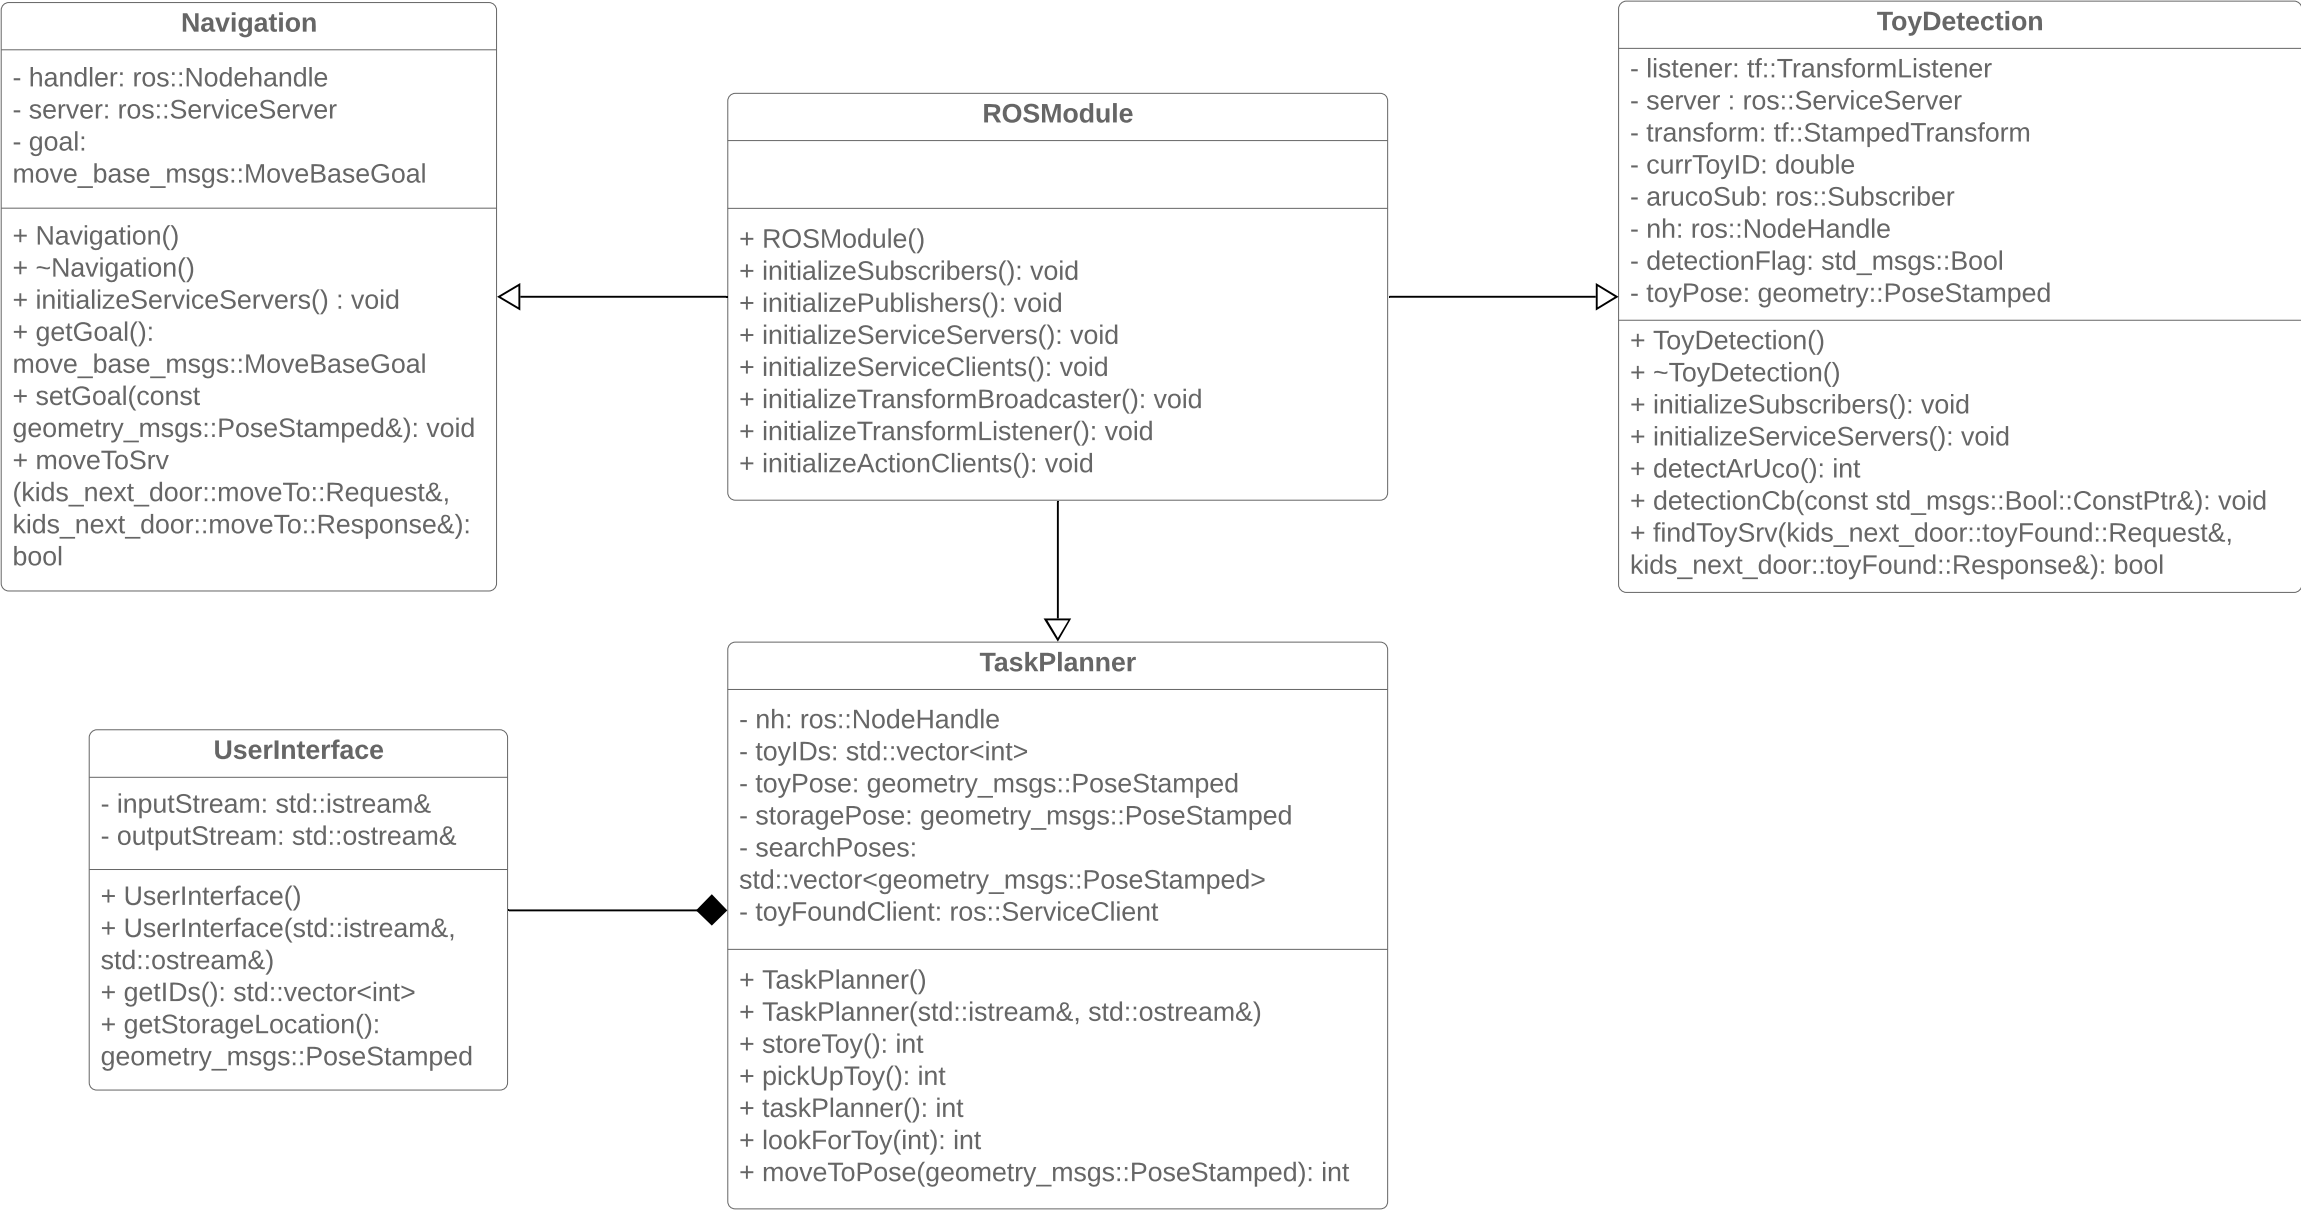 Navigation
- handler: ros::Nodehandle
- server: ros::ServiceServer
- goal:
move_base_msgs::MoveBaseGoal
+ Navigation()
+ ~Navigation()
+ initializeServiceServers() : void
+ getGoal():
move_base_msgs::MoveBaseGoal
+ setGoal(const
geometry_msgs::PoseStamped&): void
+ moveToSrv
(kids_next_door::moveTo::Request&,
kids_next_door::moveTo::Response&):
bool
ROSModule
+ ROSModule()
+ initializeSubscribers(): void
+ initializePublishers(): void
+ initializeServiceServers(): void
+ initializeServiceClients(): void
+ initializeTransformBroadcaster(): void
+ initializeTransformListener(): void
+ initializeActionClients(): void
ToyDetection
- listener: tf::TransformListener
- server : ros::ServiceServer
- transform: tf::StampedTransform
- currToyID: double
- arucoSub: ros::Subscriber
- nh: ros::NodeHandle
- detectionFlag: std_msgs::Bool
- toyPose: geometry::PoseStamped
+ ToyDetection()
+ ~ToyDetection()
+ initializeSubscribers(): void
+ initializeServiceServers(): void
+ detectArUco(): int
+ detectionCb(const std_msgs::Bool::ConstPtr&): void
+ findToySrv(kids_next_door::toyFound::Request&,
kids_next_door::toyFound::Response&): bool
UserInterface
- inputStream: std::istream&
- outputStream: std::ostream&
+ UserInterface()
+ UserInterface(std::istream&,
std::ostream&)
+ getIDs(): std::vector<int>
+ getStorageLocation():
geometry_msgs::PoseStamped
TaskPlanner
- nh: ros::NodeHandle
- toyIDs: std::vector<int>
- toyPose: geometry_msgs::PoseStamped
- storagePose: geometry_msgs::PoseStamped
- searchPoses:
std::vector<geometry_msgs::PoseStamped>
- toyFoundClient: ros::ServiceClient
+ TaskPlanner()
+ TaskPlanner(std::istream&, std::ostream&)
+ storeToy(): int
+ pickUpToy(): int
+ taskPlanner(): int
+ lookForToy(int): int
+ moveToPose(geometry_msgs::PoseStamped): int